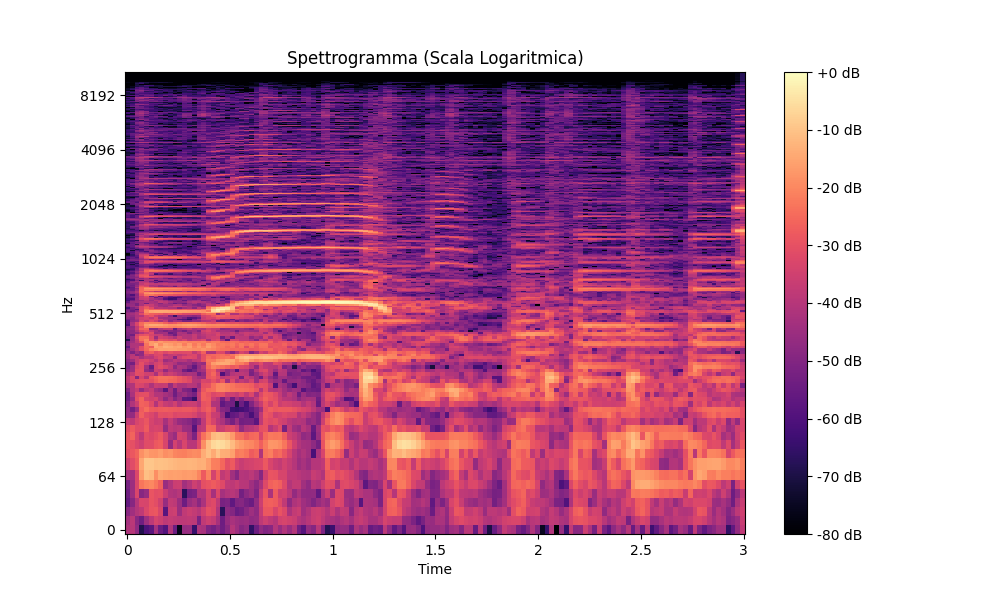 Spettrogramma (Scala Logaritmica)
8192
4096
2048
1024
512
256
128
64
0
Hz
0
0.5
1
1.5
2
2.5
3
Time
+0 dB
-10 dB
-20 dB
-30 dB
-40 dB
-50 dB
-60 dB
-70 dB
-80 dB